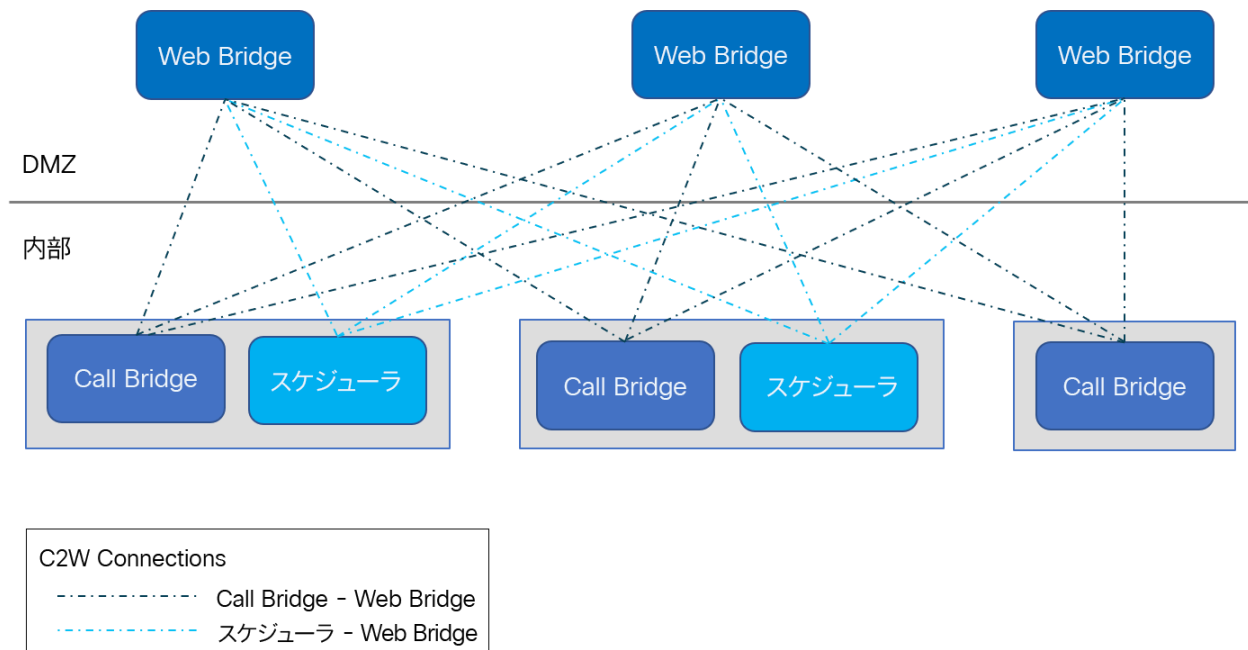 Web Bridge
Web Bridge
Web Bridge
DMZ
内部
Call Bridge
スケジューラ
Call Bridge
スケジューラ
Call Bridge
C2W Connections
Call Bridge - Web Bridge
スケジューラ - Web Bridge